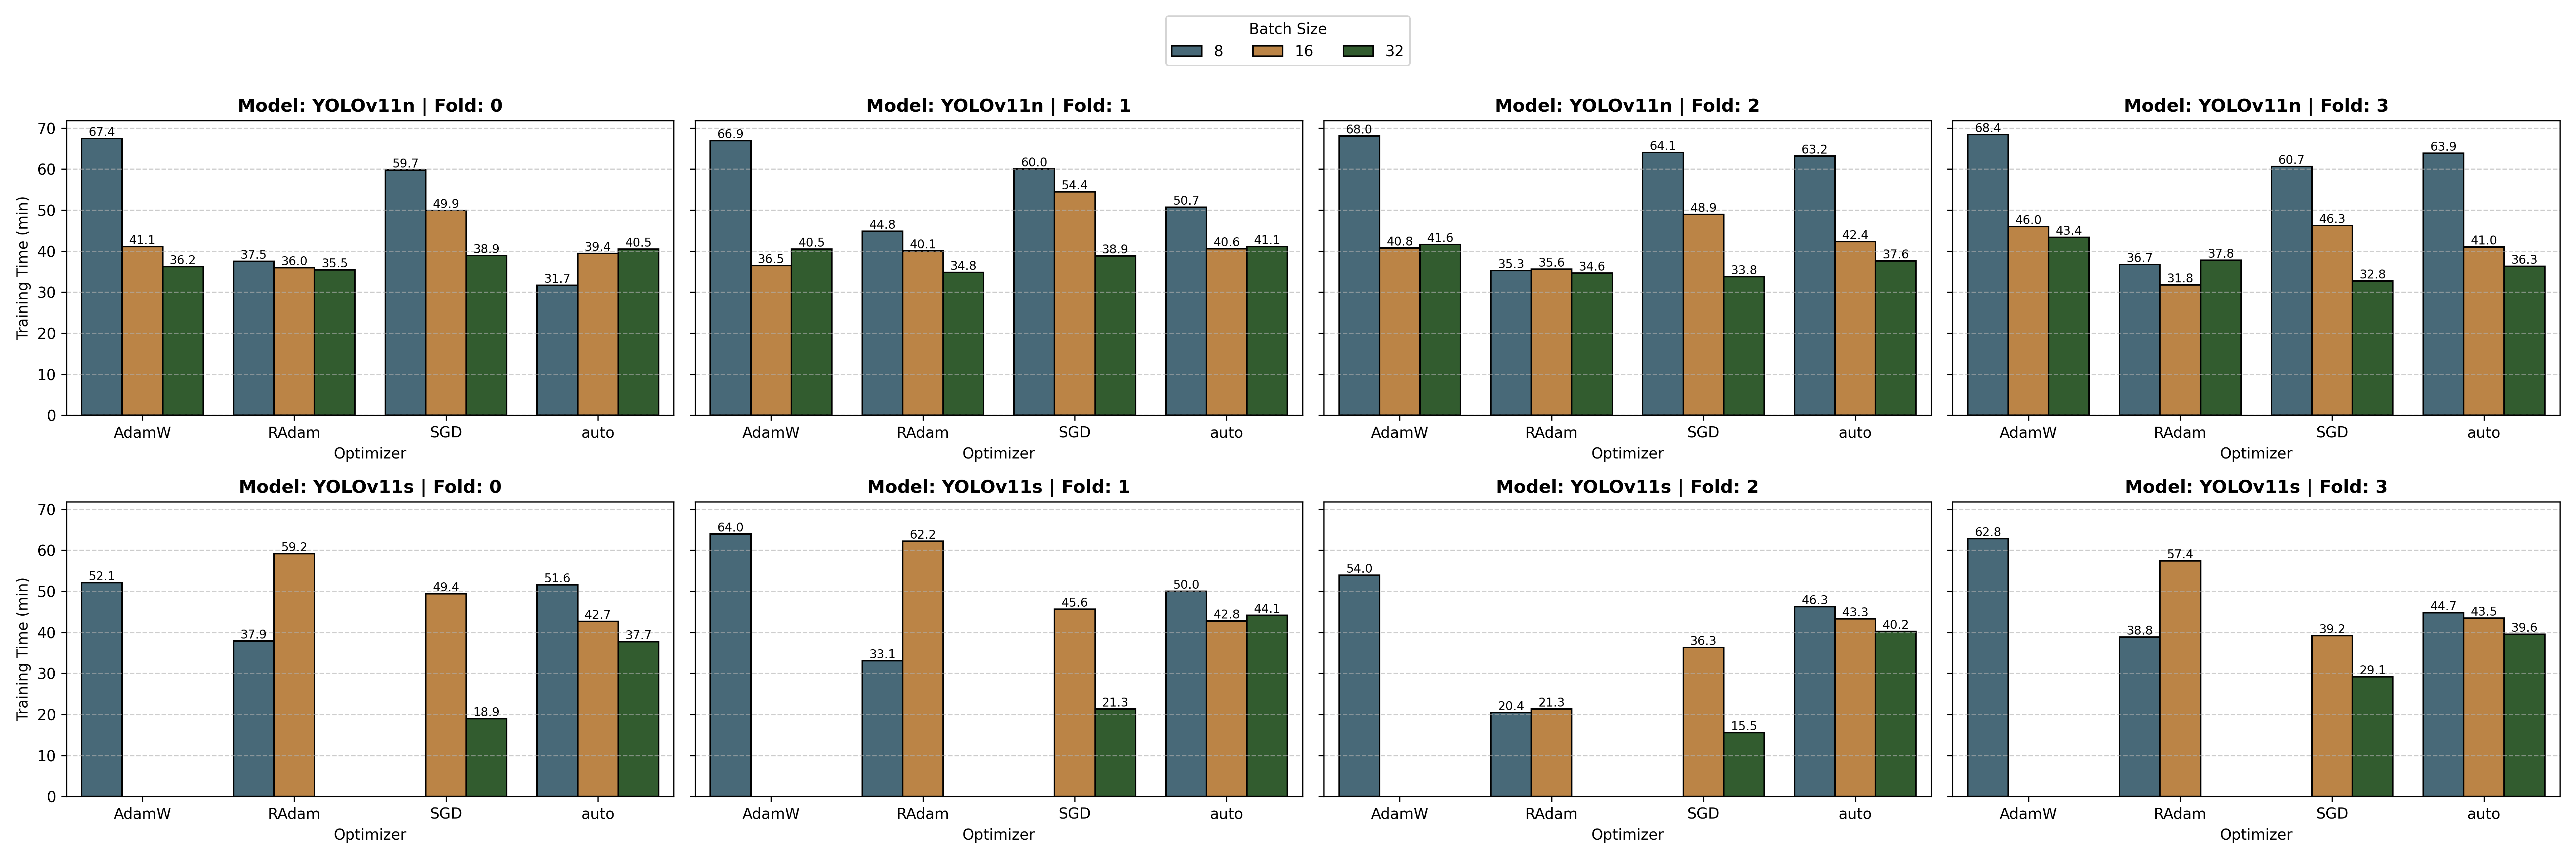 Batch Size
8 16 32
Model: YOLOv11n | Fold: 0
Training Time (min)
70
60
50
40
30
20
10
0
67.4 41.1 36.2 37.5 36.0 35.5 59.7 49.9 38.9 31.7 39.4 40.5
AdamW RAdam SGD auto
Optimizer
Model: YOLOv11n | Fold: 1
66.9 36.5 40.5 44.8 40.1 34.8 60.0 54.4 38.9 50.7 40.6 41.1
AdamW RAdam SGD auto
Optimizer
Model: YOLOv11n | Fold: 2
68.0 40.8 41.6 35.3 35.6 34.6 64.1 48.9 33.8 63.2 42.4 37.6
AdamW RAdam SGD auto
Optimizer
Model: YOLOv11n | Fold: 3
68.4 46.0 43.4 36.7 31.8 37.8 60.7 46.3 32.8 63.9 41.0 36.3
AdamW RAdam SGD auto
Optimizer
Model: YOLOv11s | Fold: 0
Training Time (min)
70
60
50
40
30
20
10
0
52.1 37.9 59.2 49.4 18.9 51.6 42.7 37.7
AdamW RAdam SGD auto
Optimizer
Model: YOLOv11s | Fold: 1
64.0 33.1 62.2 45.6 21.3 50.0 42.8 44.1
AdamW RAdam SGD auto
Optimizer
Model: YOLOv11s | Fold: 2
54.0 20.4 21.3 36.3 15.5 46.3 43.3 40.2
AdamW RAdam SGD auto
Optimizer
Model: YOLOv11s | Fold: 3
62.8 38.8 57.4 39.2 29.1 44.7 43.5 39.6
AdamW RAdam SGD auto
Optimizer